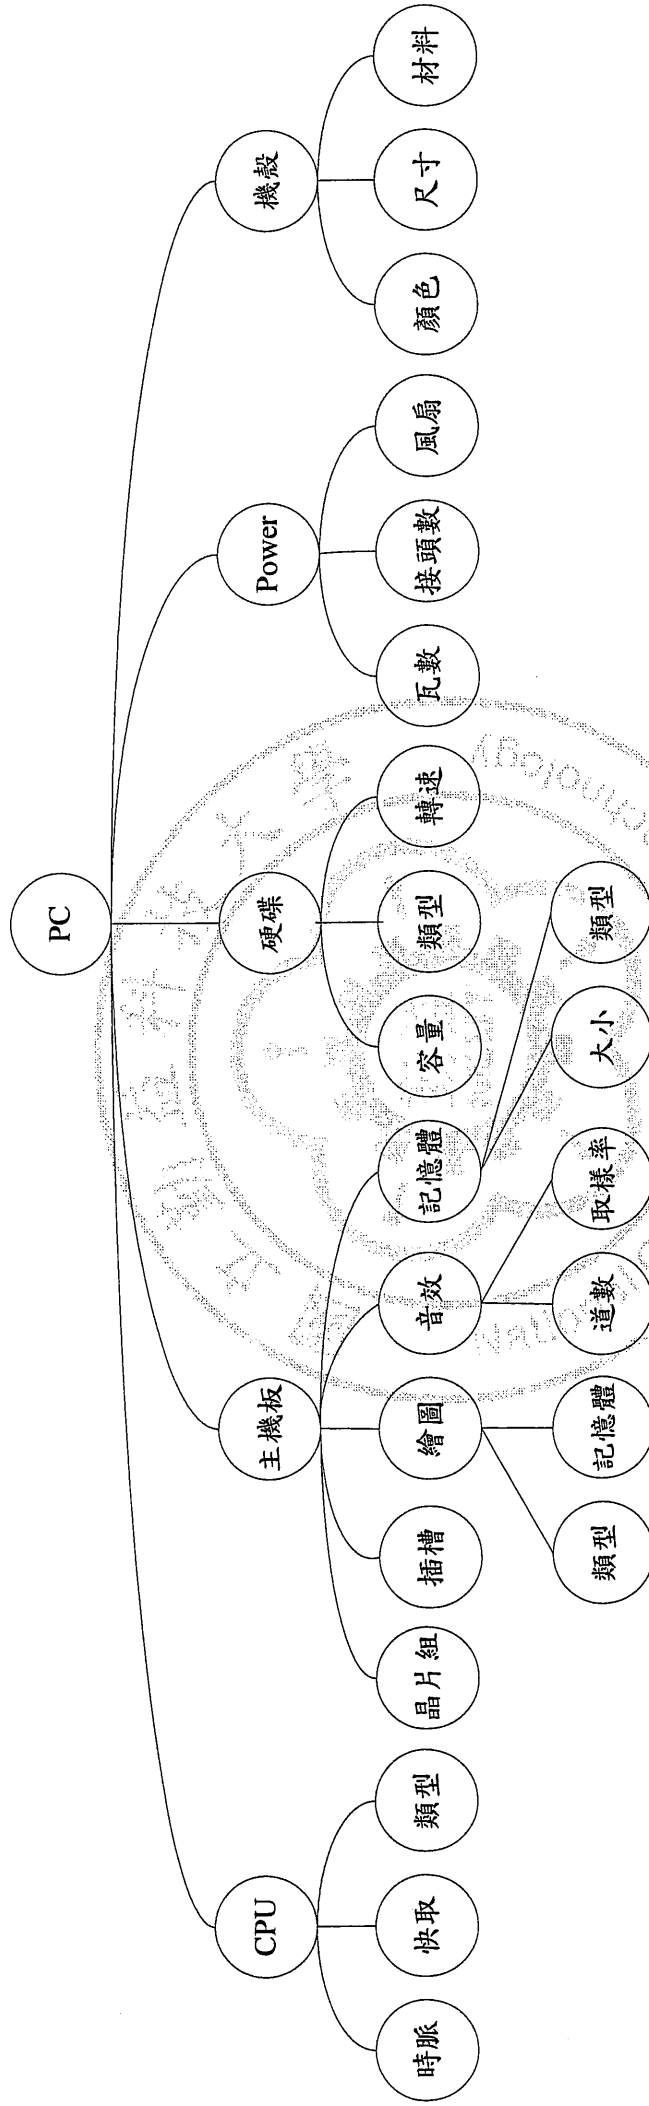 PC
CPU
主機板
硬碟
Power
機殼
時脈
快取
類型
晶片組
插槽
繪圖
音效
記憶體
容量
類型
轉速
瓦數
接頭數
風扇
顏色
尺寸
材料
類型
記憶體
道數
取樣率
大小
類型